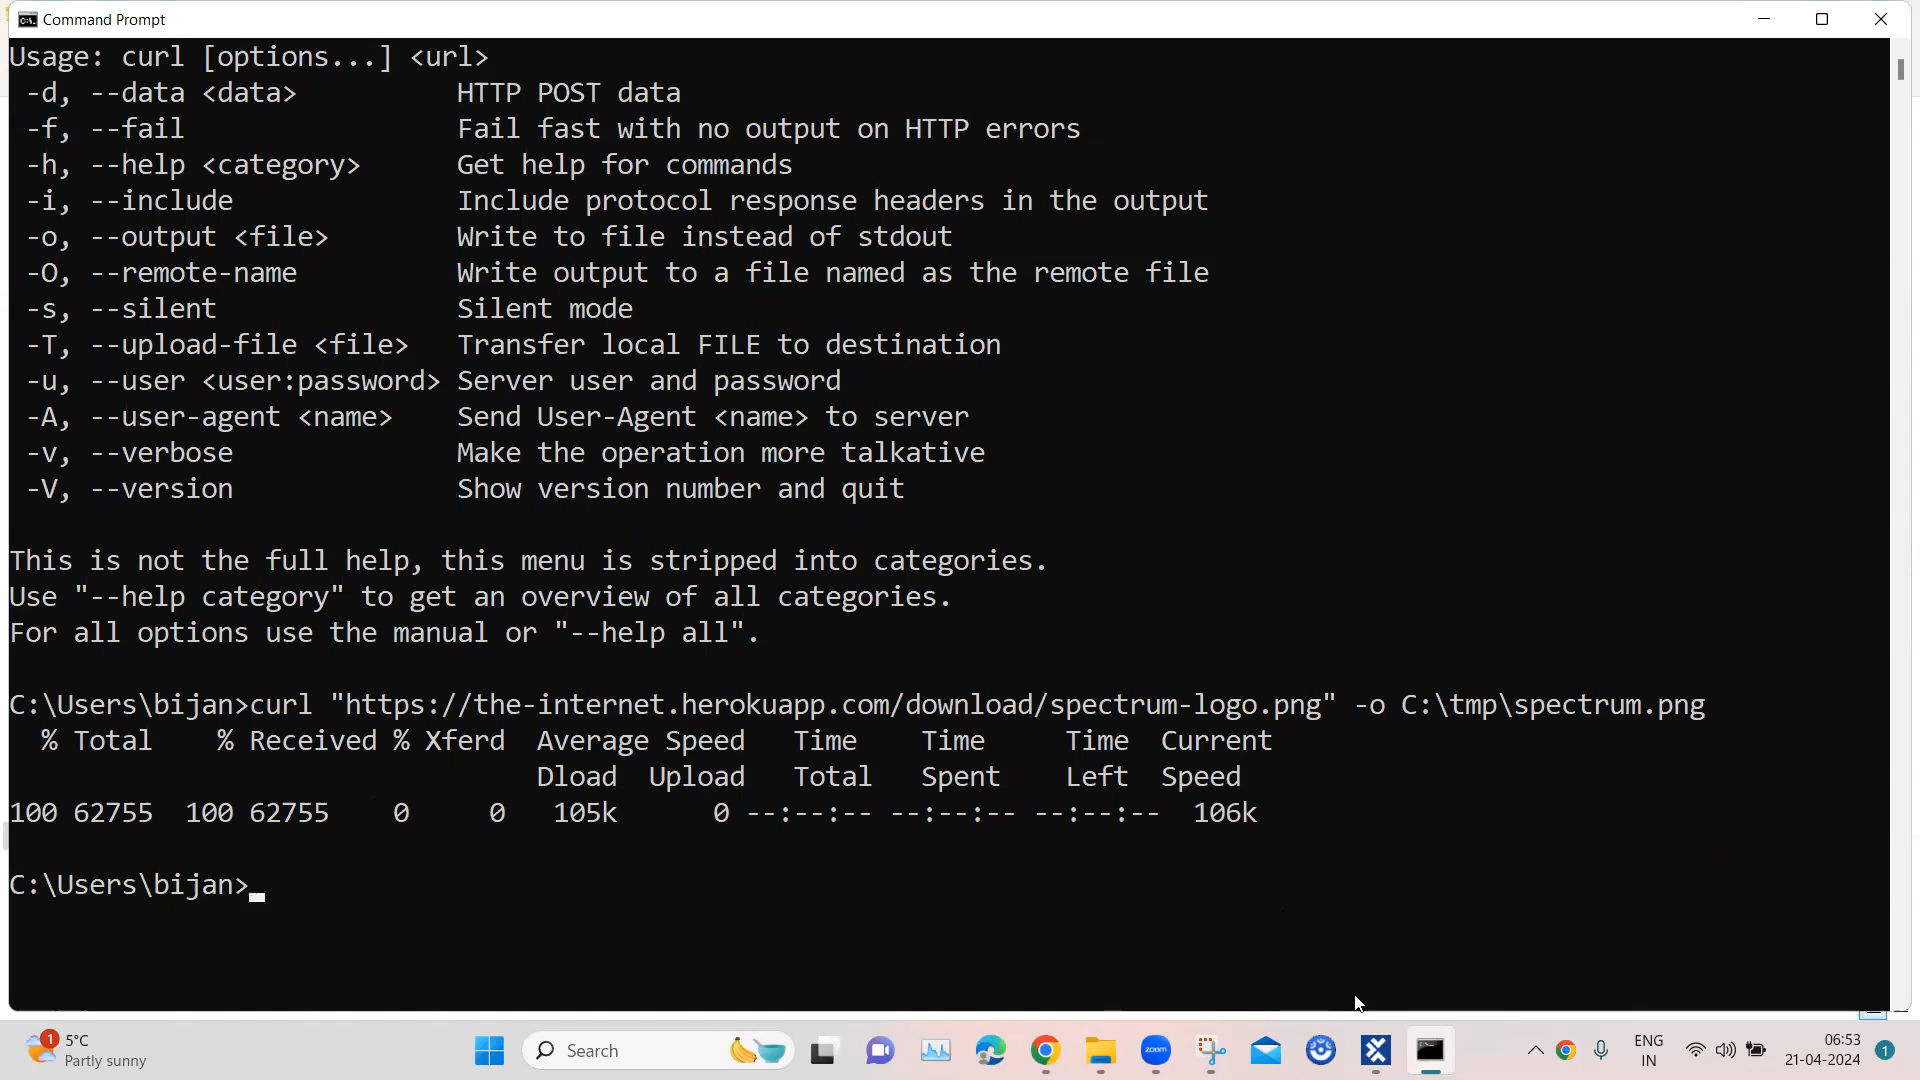 Command Prompt
Usage: curl [options...] <url>
-d, --data <data> HTTP POST data
-f, --fail Fail fast with no output on HTTP errors
-h, --help <category> Get help for commands
-i, --include Include protocol response headers in the output
-o, --output <file> Write to file instead of stdout
-O, --remote-name Write output to a file named as the remote file
-s, --silent Silent mode
-T, --upload-file <file> Transfer local FILE to destination
-u, --user <user:password> Server user and password
-A, --user-agent <name> Send User-Agent <name> to server
-v, --verbose Make the operation more talkative
-V, --version Show version number and quit
This is not the full help, this menu is stripped into categories.
Use "--help category" to get an overview of all categories.
For all options use the manual or "--help all".
C:\Users\bijan>curl "https://the-internet.herokuapp.com/download/spectrum-logo.png" -o C:\tmp\spectrum.png
% Total % Received % Xferd Average Speed Time Time Time Current
Dload Upload Total Spent Left Speed
100 62755 100 62755 0 0 105k 0 --:--:-- --:--:-- --:--:-- 106k
C:\Users\bijan>
1 5°C
Partly sunny
Search
zoom
ENG
IN
06:53
21-04-2024
1